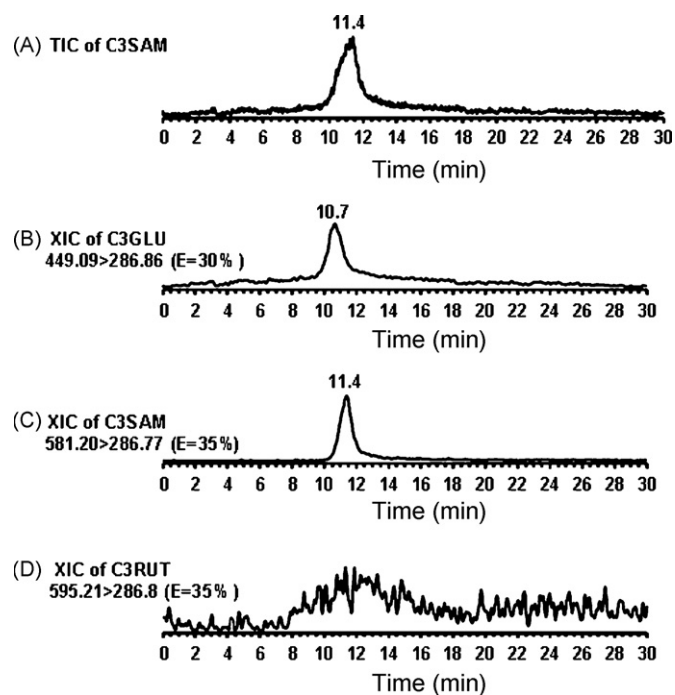 11.4
(A) TIC of C3SAM
0 2 4 6 8 10 12 14 16 18 20 22 24 26 28 30
Time (min)
10.7
(B) XIC of C3GLU
449.09>286.86 (E=30% )
0 2 4 6 8 10 12 14 16 18 20 22 24 26 28 30
Time (min)
11.4
(C) XIC of C3SAM
581.20>286.77 (E=35%)
0 2 4 6 8 10 12 14 16 18 20 22 24 26 28 30
Time (min)
(D) XIC of C3RUT
595.21>286.8 (E=35% )
0 2 4 6 8 10 12 14 16 18 20 22 24 26 28 30
Time (min)